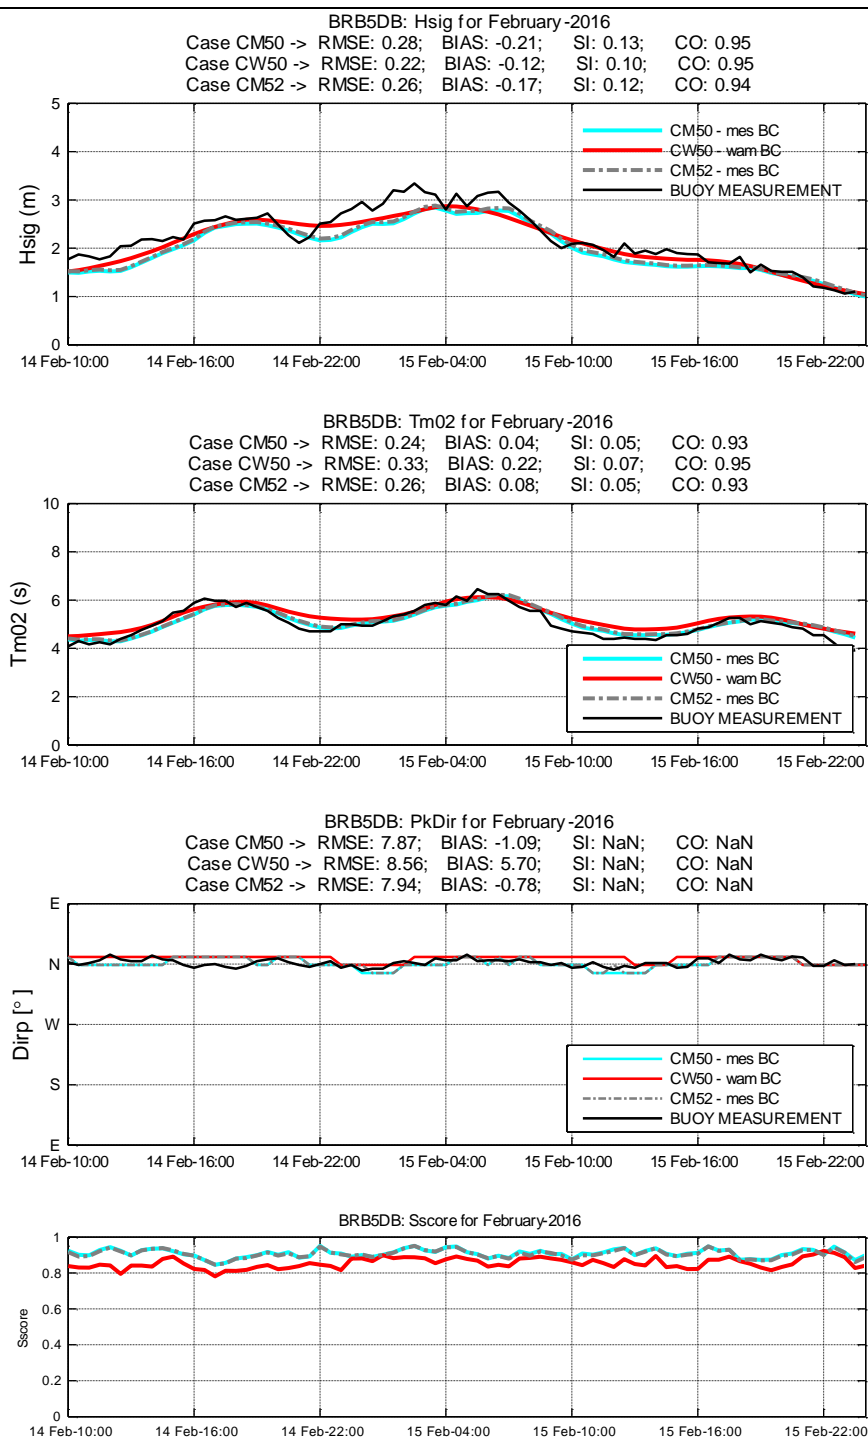 BRB5DB: Hsig for February-2016
Case CM50 -> RMSE: 0.28; BIAS: -0.21; SI: 0.13; CO: 0.95
Case CW50 -> RMSE: 0.22; BIAS: -0.12; SI: 0.10; CO: 0.95
Case CM52 -> RMSE: 0.26; BIAS: -0.17; SI: 0.12; CO: 0.94
5
4
3
2
1
0
Hsig (m)
CM50 - mes BC
CW50 - wam BC
CM52 - mes BC
BUOY MEASUREMENT
14 Feb-10:00 14 Feb-16:00 14 Feb-22:00 15 Feb-04:00 15 Feb-10:00 15 Feb-16:00 15 Feb-22:00
BRB5DB: Tm02 for February-2016
Case CM50 -> RMSE: 0.24; BIAS: 0.04; SI: 0.05; CO: 0.93
Case CW50 -> RMSE: 0.33; BIAS: 0.22; SI: 0.07; CO: 0.95
Case CM52 -> RMSE: 0.26; BIAS: 0.08; SI: 0.05; CO: 0.93
10
8
6
4
2
0
Tm02 (s)
CM50 - mes BC
CW50 - wam BC
CM52 - mes BC
BUOY MEASUREMENT
14 Feb-10:00 14 Feb-16:00 14 Feb-22:00 15 Feb-04:00 15 Feb-10:00 15 Feb-16:00 15 Feb-22:00
BRB5DB: PkDir for February-2016
Case CM50 -> RMSE: 7.87; BIAS: -1.09; SI: NaN; CO: NaN
Case CW50 -> RMSE: 8.56; BIAS: 5.70; SI: NaN; CO: NaN
Case CM52 -> RMSE: 7.94; BIAS: -0.78; SI: NaN; CO: NaN
E
N
W
S
E
Dirp [°]
CM50 - mes BC
CW50 - wam BC
CM52 - mes BC
BUOY MEASUREMENT
14 Feb-10:00 14 Feb-16:00 14 Feb-22:00 15 Feb-04:00 15 Feb-10:00 15 Feb-16:00 15 Feb-22:00
BRB5DB: Sscore for February-2016
1
0.8
0.6
0.4
0.2
0
Sscore
14 Feb-10:00 14 Feb-16:00 14 Feb-22:00 15 Feb-04:00 15 Feb-10:00 15 Feb-16:00 15 Feb-22:00